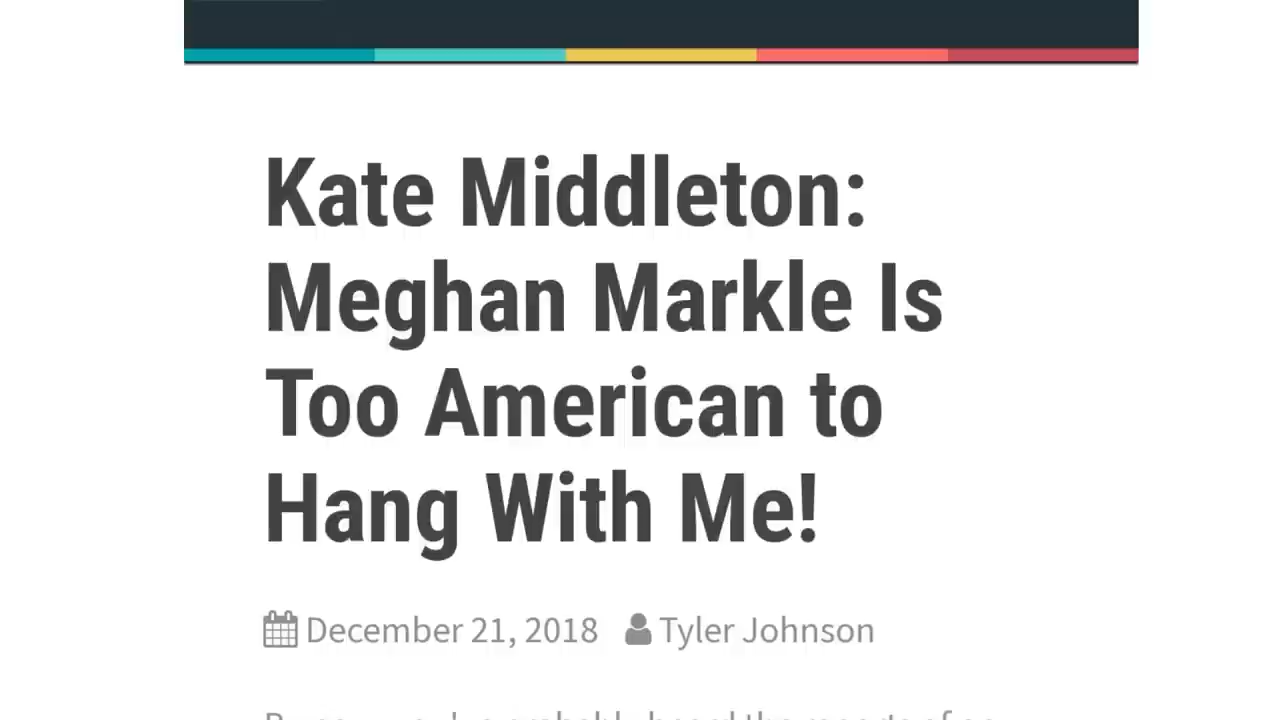 Kate Middleton:
Meghan Markle Is
Too American to
Hang With Me!
December 21, 2018 Tyler Johnson